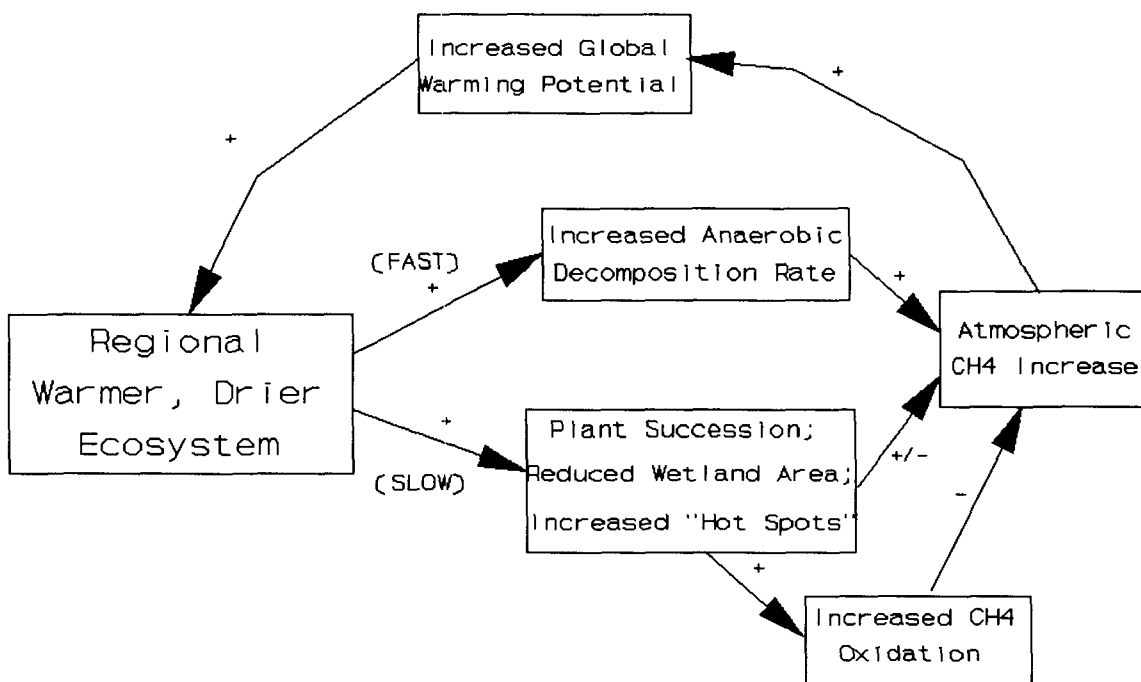 Increased Global
Warming Potential
+
+
Increased Anaerobic
Decomposition Rate
(FAST)
+
+
Regional
Warmer, Drier
Ecosystem
Atmospheric
CH4 Increase
+
(SLOW)
Plant Succession;
Reduced Wetland Area;
Increased "Hot Spots"
+/-
-
+
Increased CH4
Oxidation